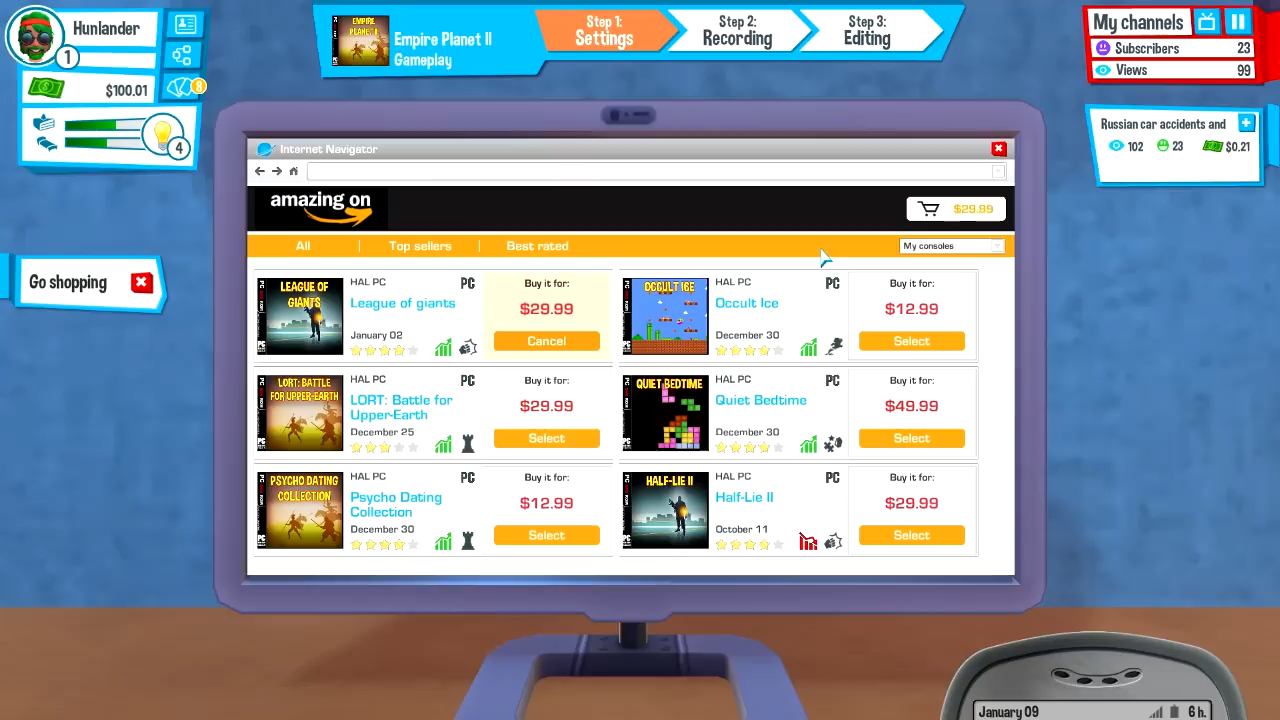 Hunlander
1
$100.01
8
4
EMPIRE
PLANET II
Empire Planet II
Gameplay
Step 1:
Settings
Step 2:
Recording
Step 3:
Editing
My channels
Subscribers 23
Views 99
Russian car accidents and
102 23 $0.21
Go shopping
Internet Navigator
amazing on
$29.99
All | Top sellers | Best rated
My consoles
LEAGUE OF
GIANTS
HAL PC PC
League of giants
January 02
Buy it for:
$29.99
Cancel
OCCULT ICE
HAL PC PC
Occult Ice
December 30
Buy it for:
$12.99
Select
LORT: BATTLE
FOR UPPER-EARTH
HAL PC PC
LORT: Battle for
Upper-Earth
December 25
Buy it for:
$29.99
Select
QUIET BEDTIME
HAL PC PC
Quiet Bedtime
December 30
Buy it for:
$49.99
Select
PSYCHO DATING
COLLECTION
HAL PC PC
Psycho Dating
Collection
December 30
Buy it for:
$12.99
Select
HALF-LIE II
HAL PC PC
Half-Lie II
October 11
Buy it for:
$29.99
Select
January 09 6 h.